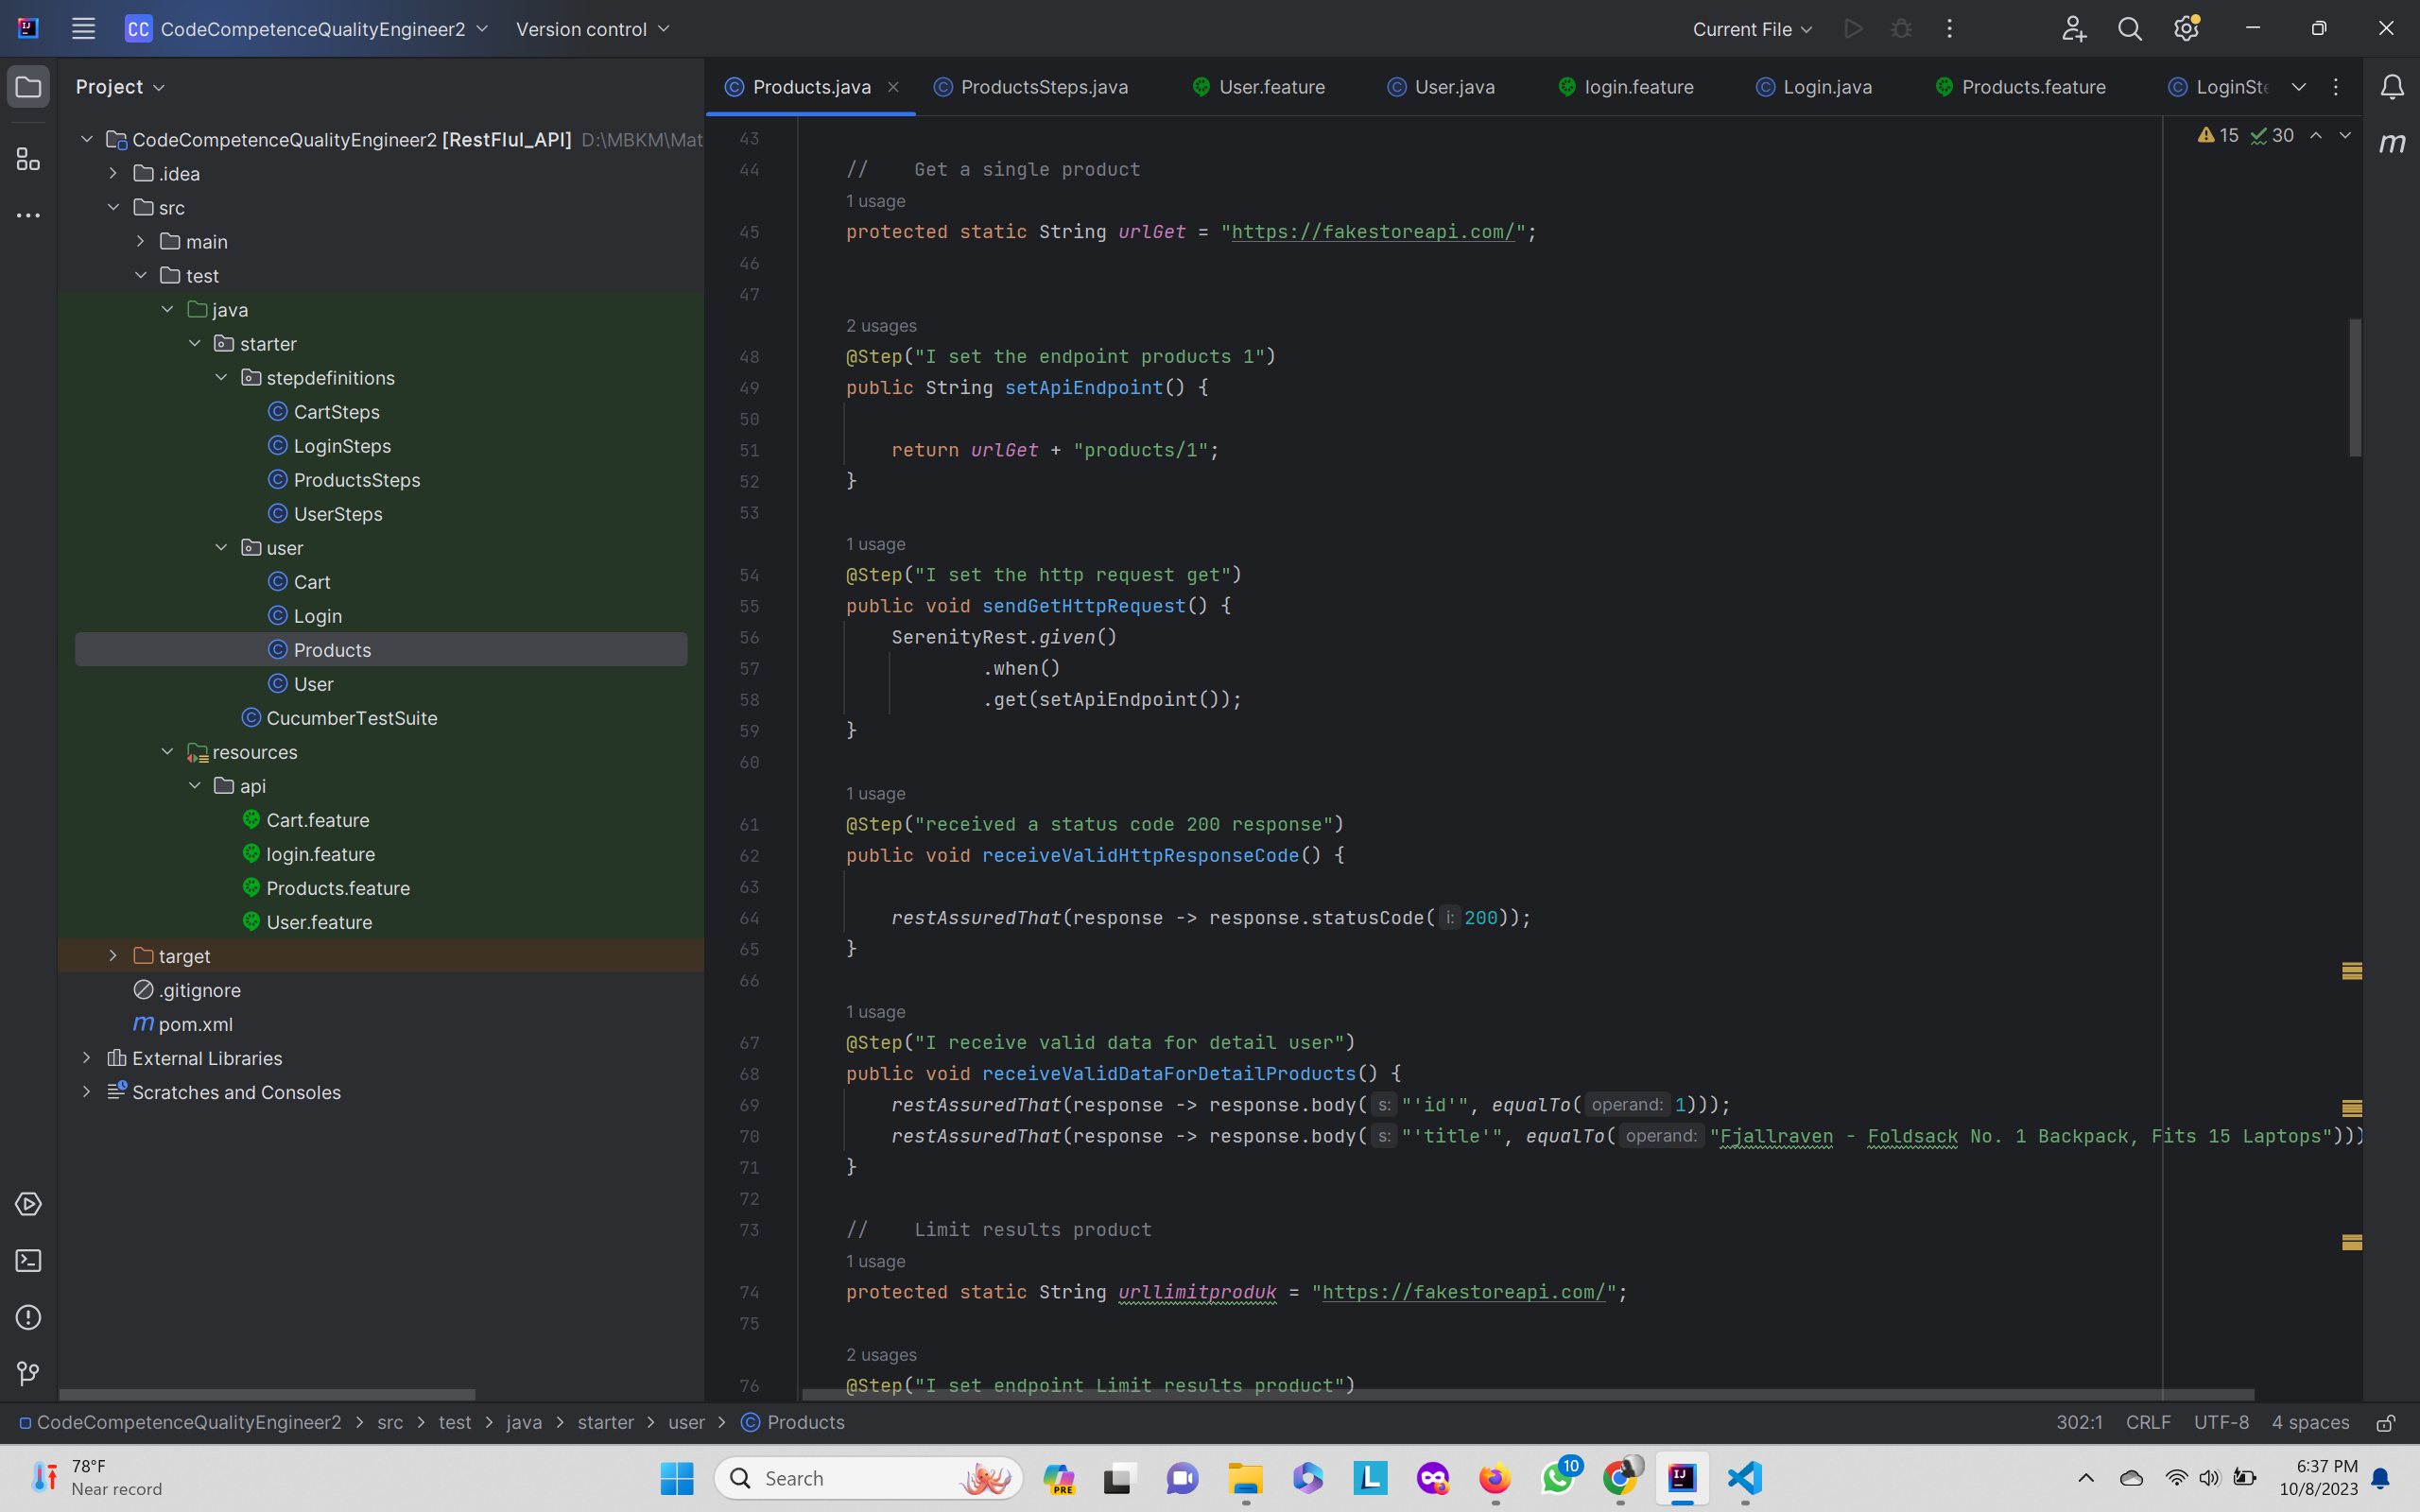 CC CodeCompetenceQualityEngineer2 Version control Current File
Project
Products.java ProductsSteps.java User.feature User.java login.feature Login.java Products.feature LoginSte
15 30
CodeCompetenceQualityEngineer2 [RestFlul_API] D:\MBKM\Mat
.idea
src
main
test
java
starter
stepdefinitions
CartSteps
LoginSteps
ProductsSteps
UserSteps
user
Cart
Login
Products
User
CucumberTestSuite
resources
api
Cart.feature
login.feature
Products.feature
User.feature
target
.gitignore
m pom.xml
External Libraries
Scratches and Consoles
43
44 // Get a single product
1 usage
45 protected static String urlGet = "https://fakestoreapi.com/";
46
47
2 usages
48 @Step("I set the endpoint products 1")
49 public String setApiEndpoint() {
50
51 return urlGet + "products/1";
52 }
53
1 usage
54 @Step("I set the http request get")
55 public void sendGetHttpRequest() {
56 SerenityRest.given()
57 .when()
58 .get(setApiEndpoint());
59 }
60
1 usage
61 @Step("received a status code 200 response")
62 public void receiveValidHttpResponseCode() {
63
64 restAssuredThat(response -> response.statusCode( i: 200));
65 }
66
1 usage
67 @Step("I receive valid data for detail user")
68 public void receiveValidDataForDetailProducts() {
69 restAssuredThat(response -> response.body( s: "'id'", equalTo( operand: 1)));
70 restAssuredThat(response -> response.body( s: "'title'", equalTo( operand: "Fjallraven - Foldsack No. 1 Backpack, Fits 15 Laptops")))
71 }
72
73 // Limit results product
1 usage
74 protected static String urllimitproduk = "https://fakestoreapi.com/";
75
2 usages
76 @Step("I set endpoint Limit results product")
m
CodeCompetenceQualityEngineer2 > src > test > java > starter > user > Products 302:1 CRLF UTF-8 4 spaces
78°F
Near record
Search
PRE
10
6:37 PM
10/8/2023